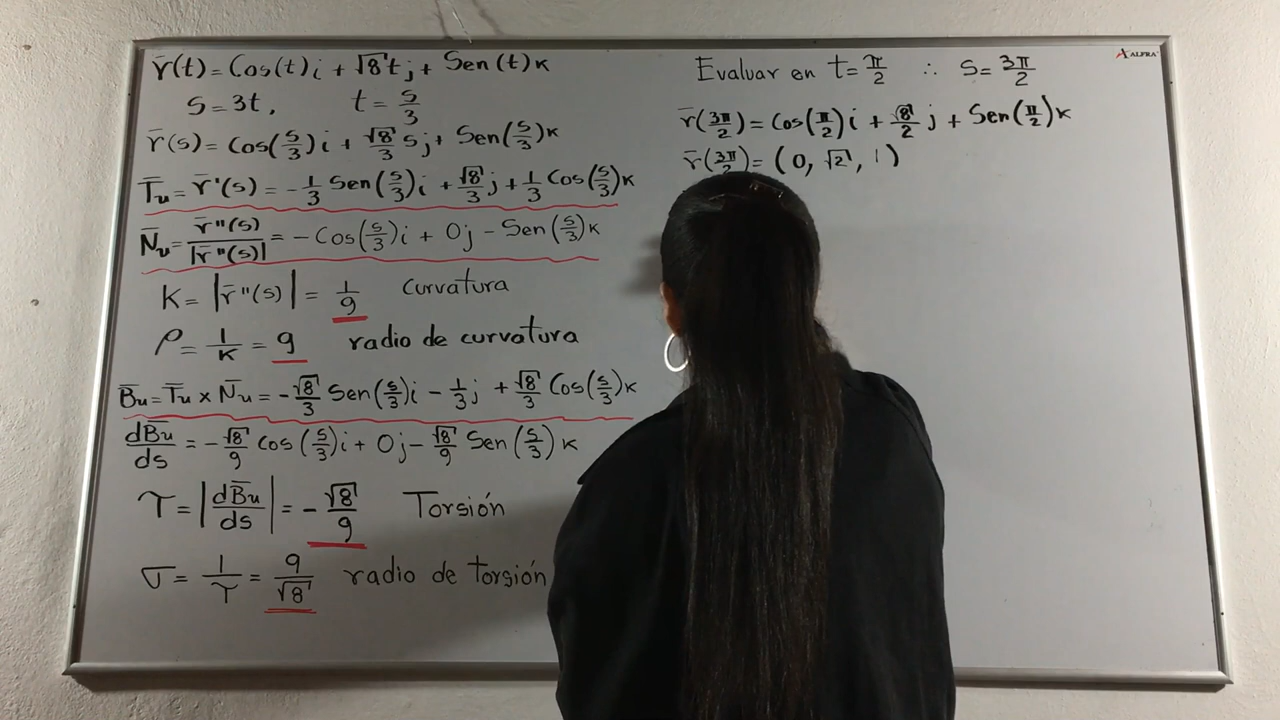 r̄(t) = Cos(t)i + √8 t j + Sen(t)k
S = 3t, t = S/3
r̄(s) = Cos(S/3)i + √8/3 Sj + Sen(S/3)k
T̄u = r̄'(s) = -1/3 Sen(S/3)i + √8/3 j + 1/3 Cos(S/3)k
N̄u = r̄''(s)/|r̄''(s)| = -Cos(S/3)i + 0j - Sen(S/3)k
K = |r̄''(s)| = 1/9 Curvatura
ρ = 1/K = 9 radio de curvatura
B̄u = T̄u x N̄u = -√8/3 Sen(S/3)i - 1/3 j + √8/3 Cos(S/3)k
dB̄u/ds = -√8/9 Cos(S/3)i + 0j - √8/9 Sen(S/3)k
τ = |dB̄u/ds| = -√8/9 Torsión
σ = 1/τ = 9/√8 radio de torsión
ALFRA
Evaluar en t = π/2 ∴ S = 3π/2
r̄(3π/2) = Cos(π/2)i + √8/2 j + Sen(π/2)k
r̄(3π/2) = (0, √2, 1)